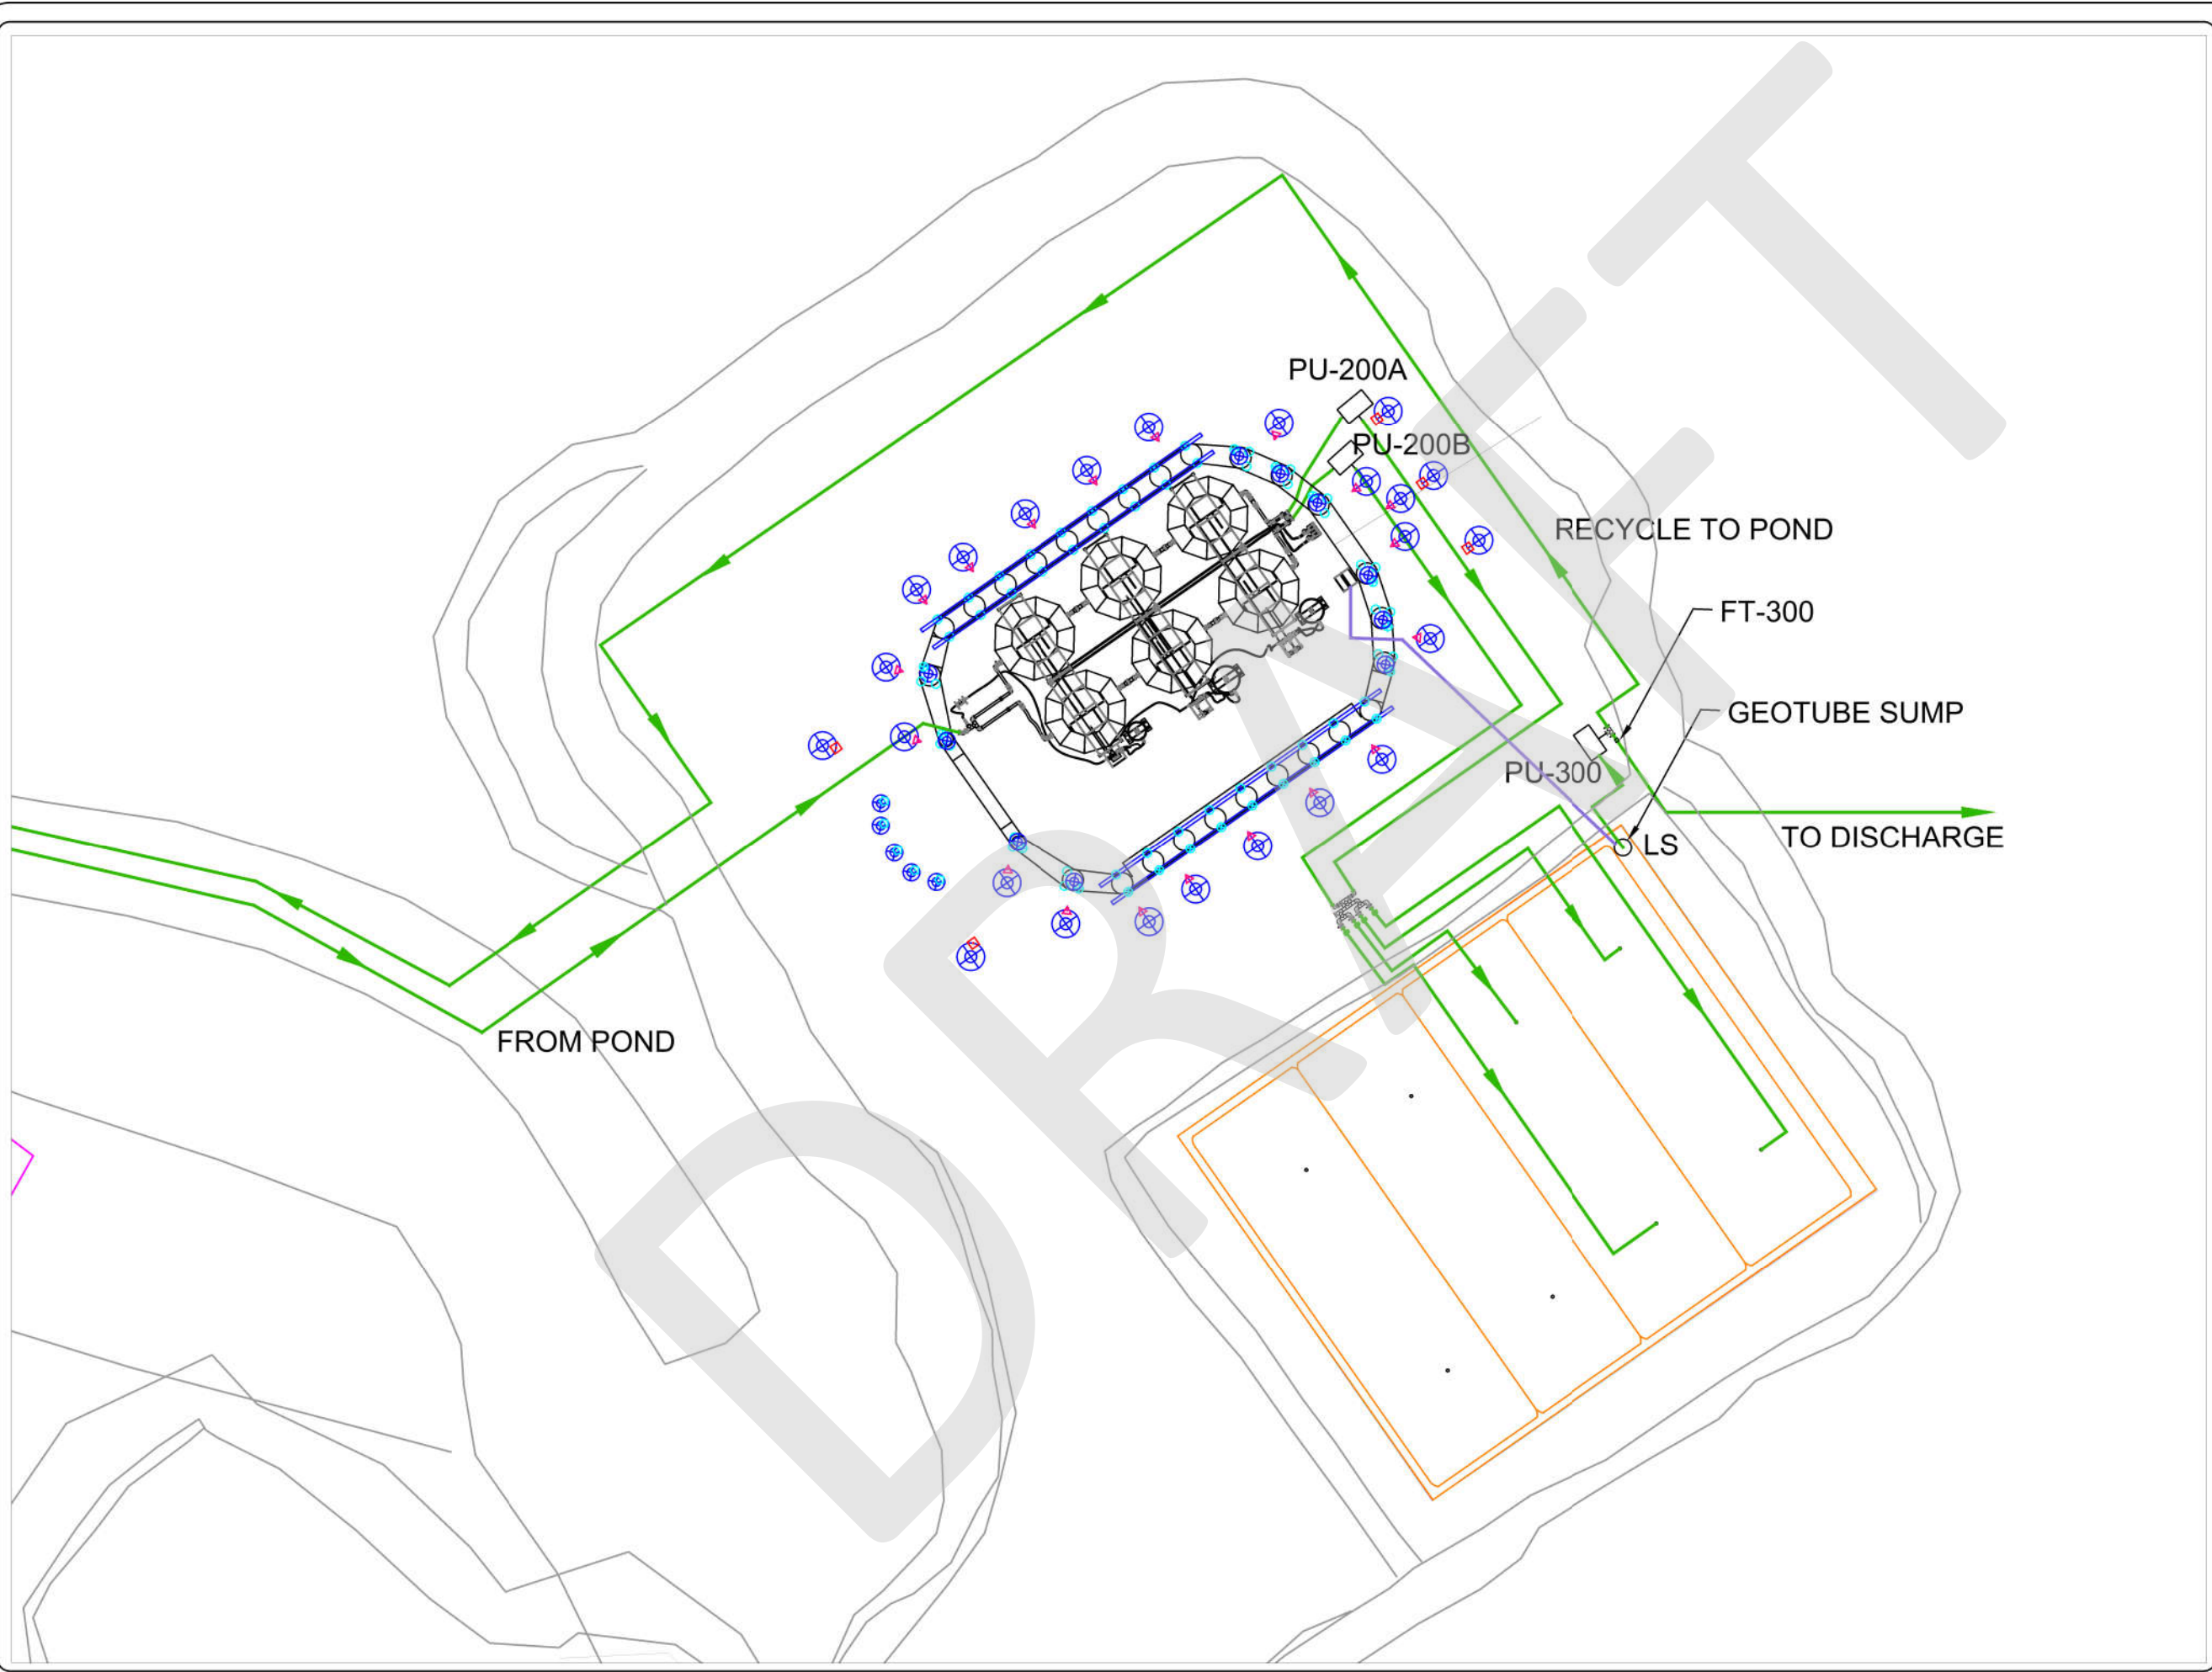 PU-200A
PU-200B
RECYCLE TO POND
FT-300
GEOTUBE SUMP
PU-300
TO DISCHARGE
LS
FROM POND
DRAFT